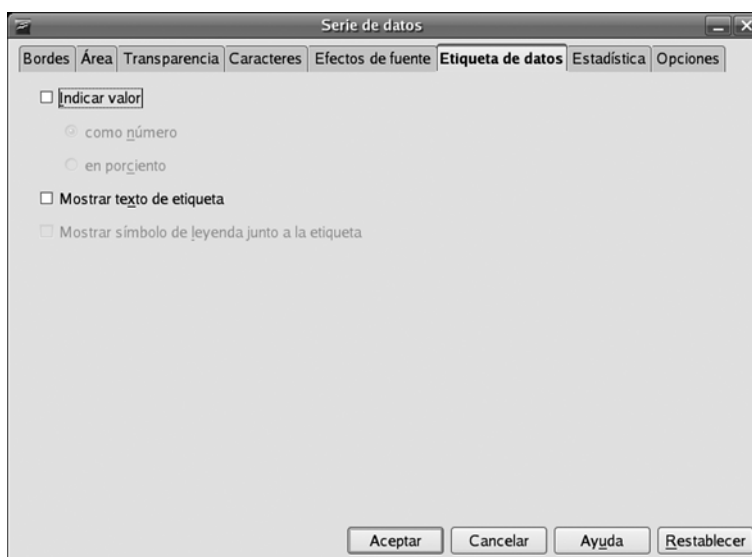 Serie de datos
Bordes Área Transparencia Caracteres Efectos de fuente Etiqueta de datos Estadística Opciones
Indicar valor
como número
en porciento
Mostrar texto de etiqueta
Mostrar símbolo de leyenda junto a la etiqueta
Aceptar Cancelar Ayuda Restablecer